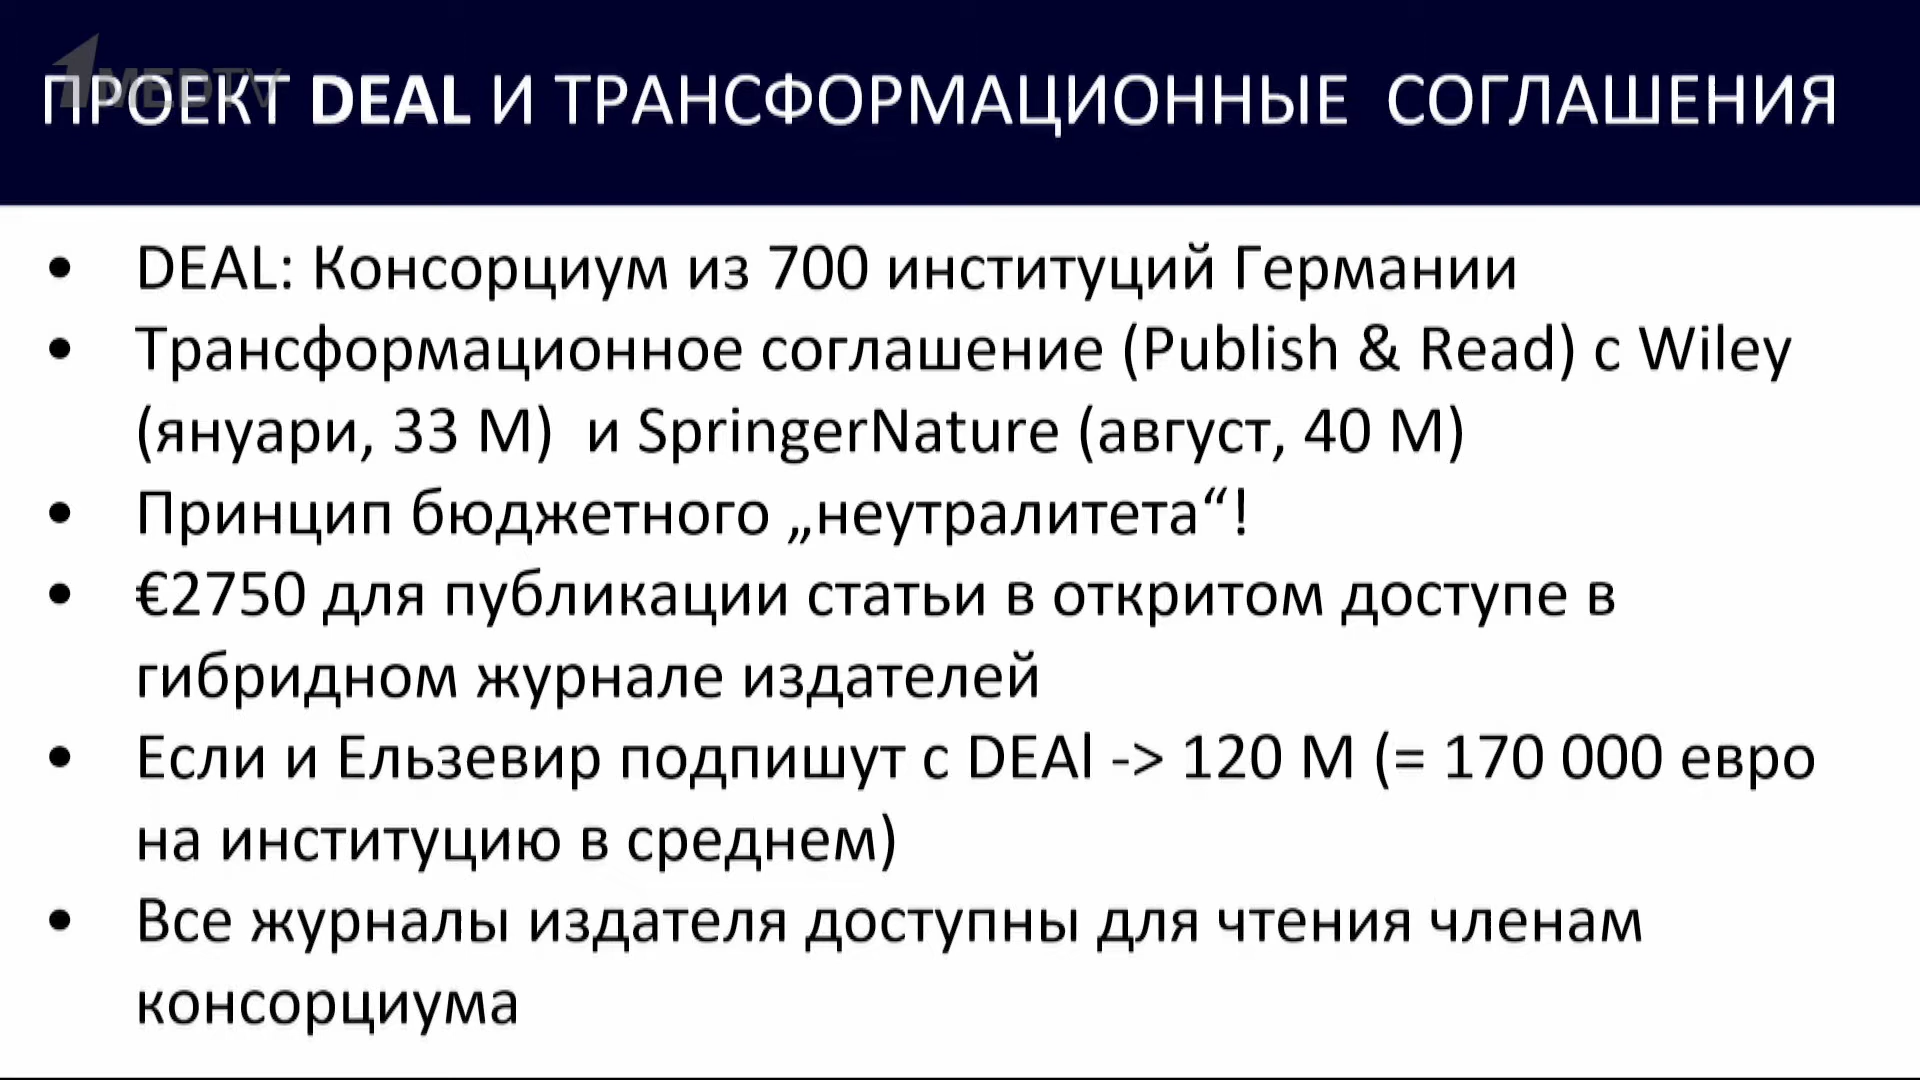 1MEDTV
ПРОЕКТ DEAL И ТРАНСФОРМАЦИОННЫЕ СОГЛАШЕНИЯ
• DEAL: Консорциум из 700 институций Германии
• Трансформационное соглашение (Publish & Read) с Wiley
(януари, 33 М) и SpringerNature (август, 40 М)
• Принцип бюджетного „неутралитета“!
• €2750 для публикации статьи в откритом доступе в
гибридном журнале издателей
• Если и Ельзевир подпишут с DEAl -> 120 М (= 170 000 евро
на институцию в среднем)
• Все журналы издателя доступны для чтения членам
консорциума